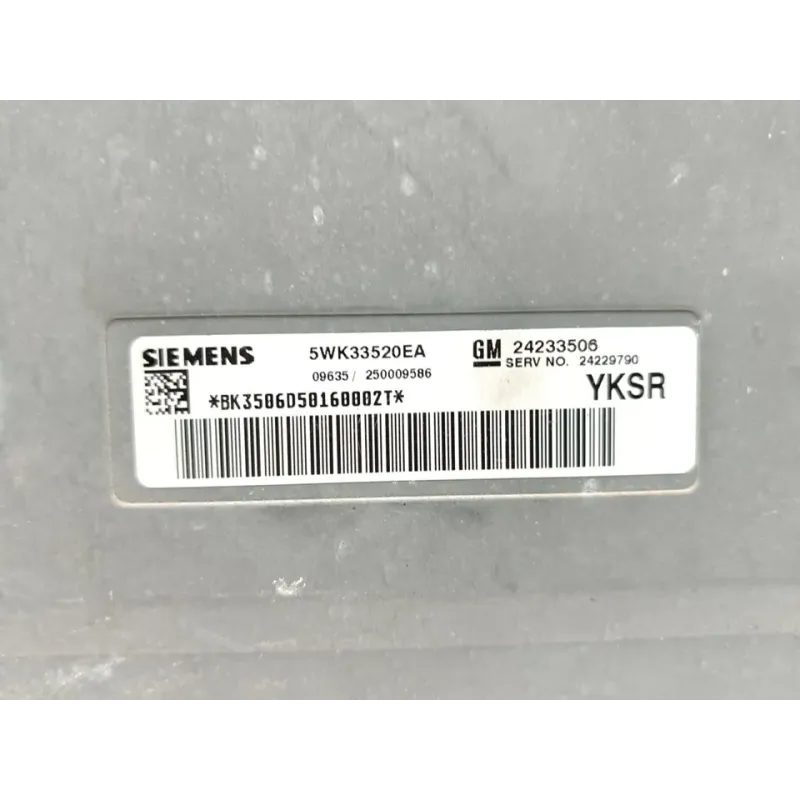 SIEMENS 5WK33520EA GM 24233506
SERV NO. 24229790
09635/ 250009586
*BK3506D50160002T* YKSR